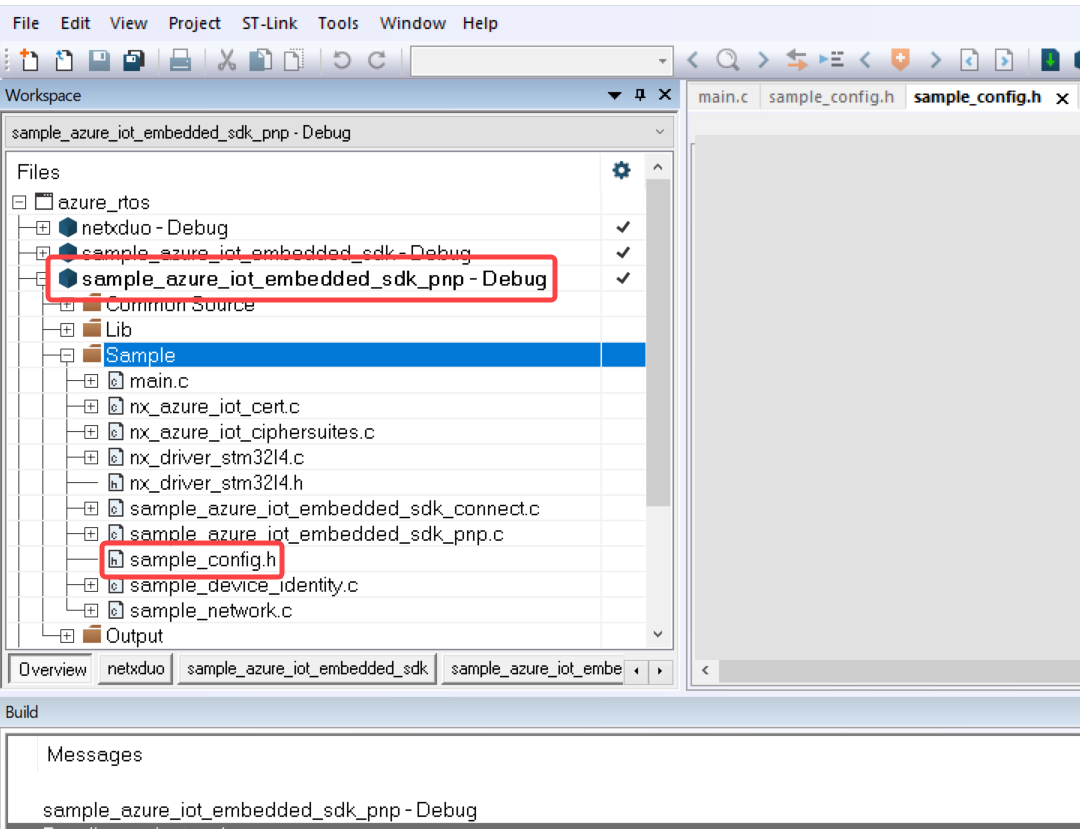 File Edit View Project ST-Link Tools Window Help
Workspace
main.c sample_config.h sample_config.h
sample_azure_iot_embedded_sdk_pnp - Debug
Files
azure_rtos
netxduo - Debug
sample_azure_iot_embedded_sdk - Debug
sample_azure_iot_embedded_sdk_pnp - Debug
Common Source
Lib
Sample
main.c
nx_azure_iot_cert.c
nx_azure_iot_ciphersuites.c
nx_driver_stm32l4.c
nx_driver_stm32l4.h
sample_azure_iot_embedded_sdk_connect.c
sample_azure_iot_embedded_sdk_pnp.c
sample_config.h
sample_device_identity.c
sample_network.c
Output
Overview netxduo sample_azure_iot_embedded_sdk sample_azure_iot_embe
Build
Messages
sample_azure_iot_embedded_sdk_pnp - Debug